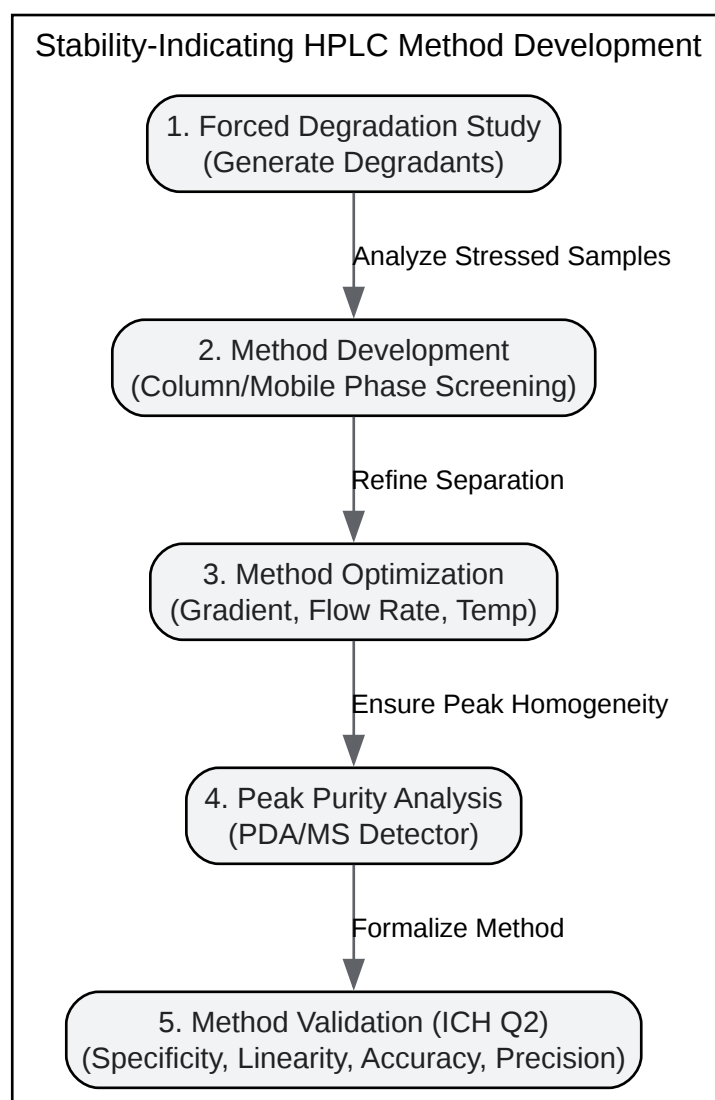 Stability-Indicating HPLC Method Development
1. Forced Degradation Study
(Generate Degradants)
Analyze Stressed Samples
2. Method Development
(Column/Mobile Phase Screening)
Refine Separation
3. Method Optimization
(Gradient, Flow Rate, Temp)
Ensure Peak Homogeneity
4. Peak Purity Analysis
(PDA/MS Detector)
Formalize Method
5. Method Validation (ICH Q2)
(Specificity, Linearity, Accuracy, Precision)